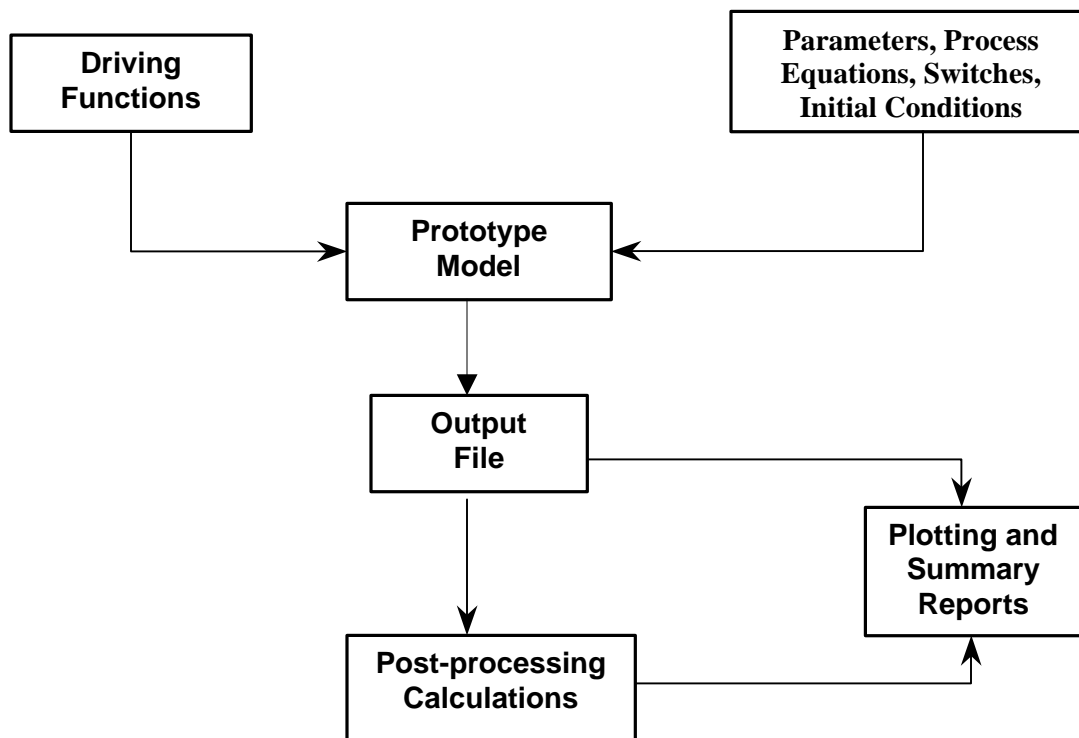 Driving
Functions
Parameters, Process
Equations, Switches,
Initial Conditions
Prototype
Model
Output
File
Plotting and
Summary
Reports
Post-processing
Calculations